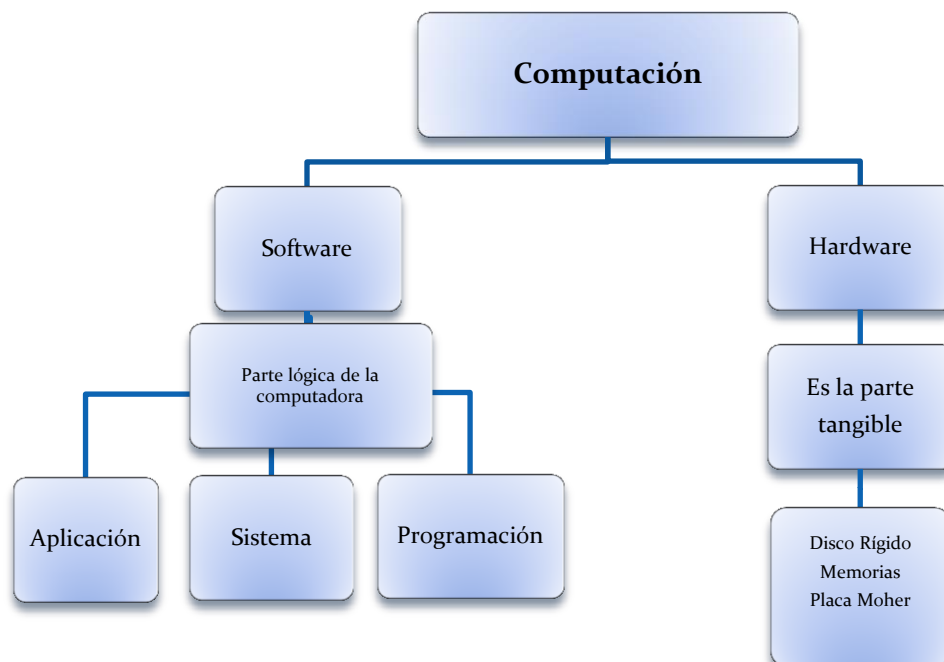 Computación
Software
Hardware
Parte lógica de la
computadora
Es la parte
tangible
Aplicación
Sistema
Programación
Disco Rígido
Memorias
Placa Moher